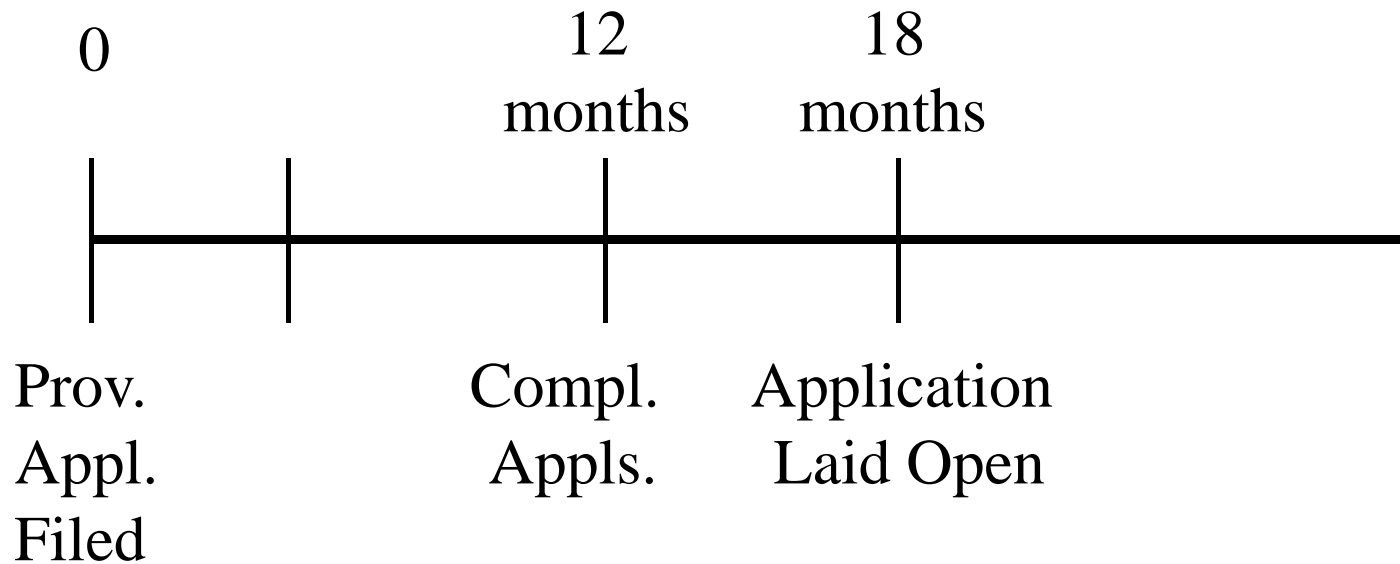 0
12
months
18
months
Prov.
Appl.
Filed
Compl.
Appls.
Application
Laid Open